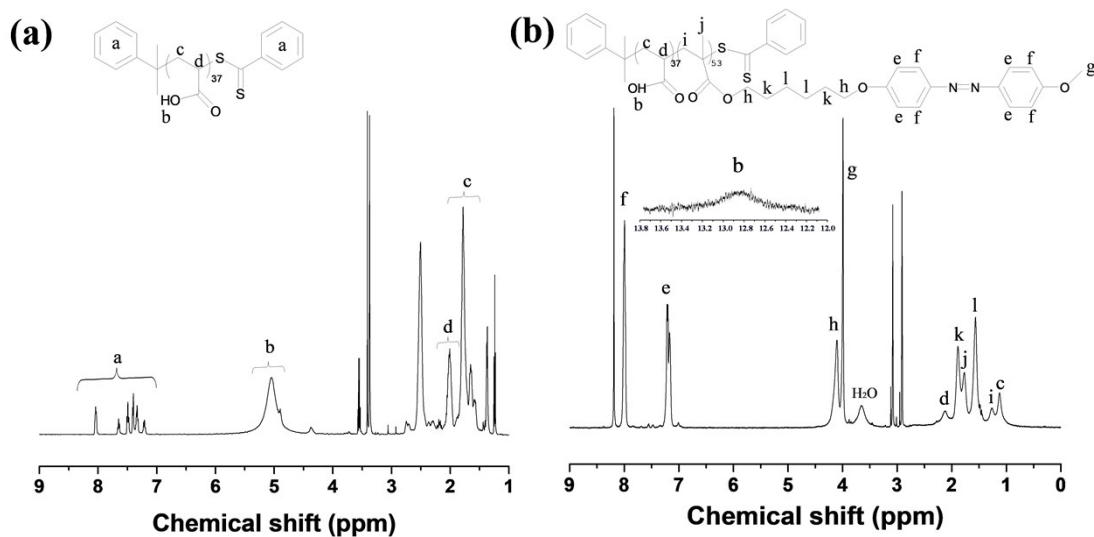 (a)
a
c
d
S
a
37
S
HO
b
O
c
b
d
a
9 8 7 6 5 4 3 2 1
Chemical shift (ppm)
(b)
j
c
d
i
S
37
53
S
HO
b
O
O
O
h
k
l
l
k
h
O
e
f
e
f
N=N
e
f
e
f
O
g
b
13.8 13.6 13.4 13.2 13.0 12.8 12.6 12.4 12.2 12.0
g
f
e
h
H₂O
d
k
j
l
i
c
9 8 7 6 5 4 3 2 1 0
Chemical shift (ppm)